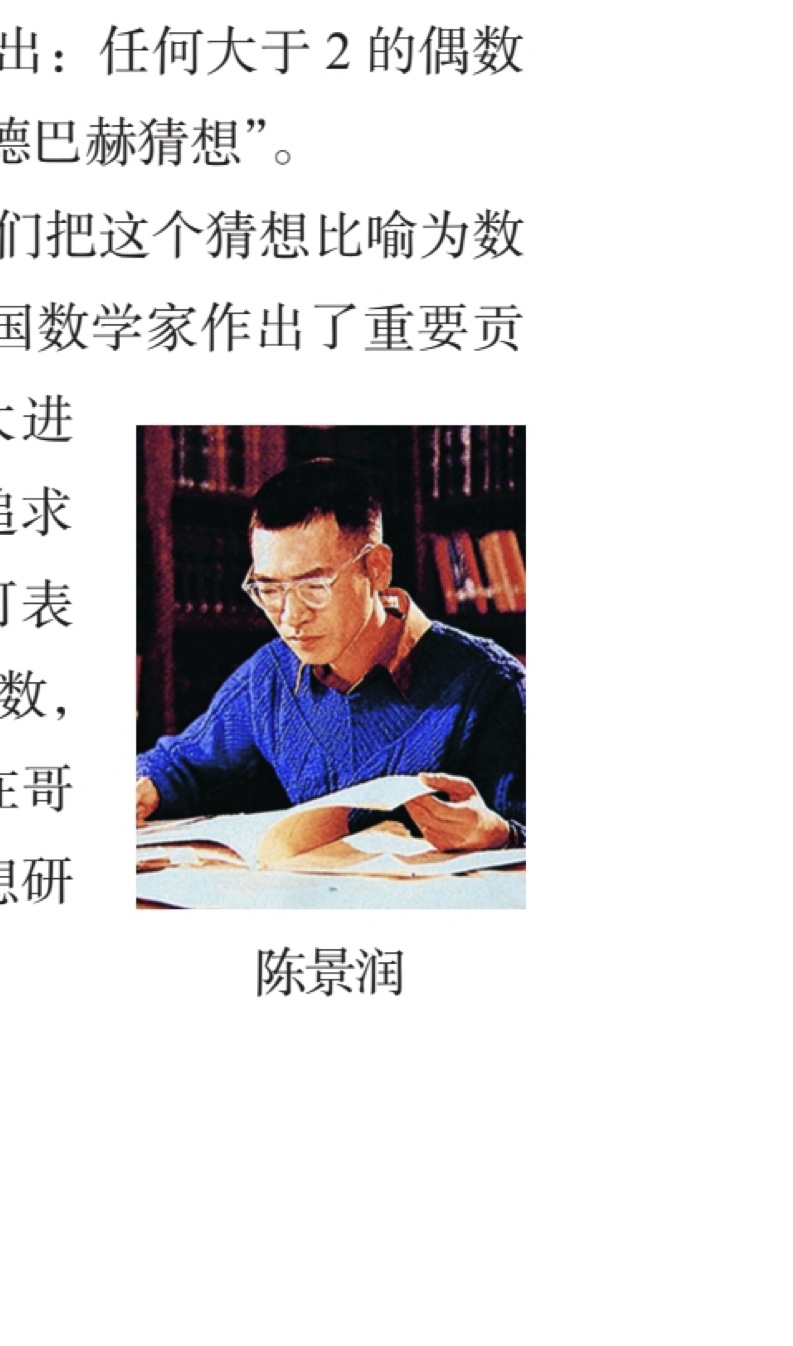 出：任何大于 2 的偶数
德巴赫猜想”。
们把这个猜想比喻为数
国数学家作出了重要贡
大进
追求
可表
数，
在哥
想研
陈景润